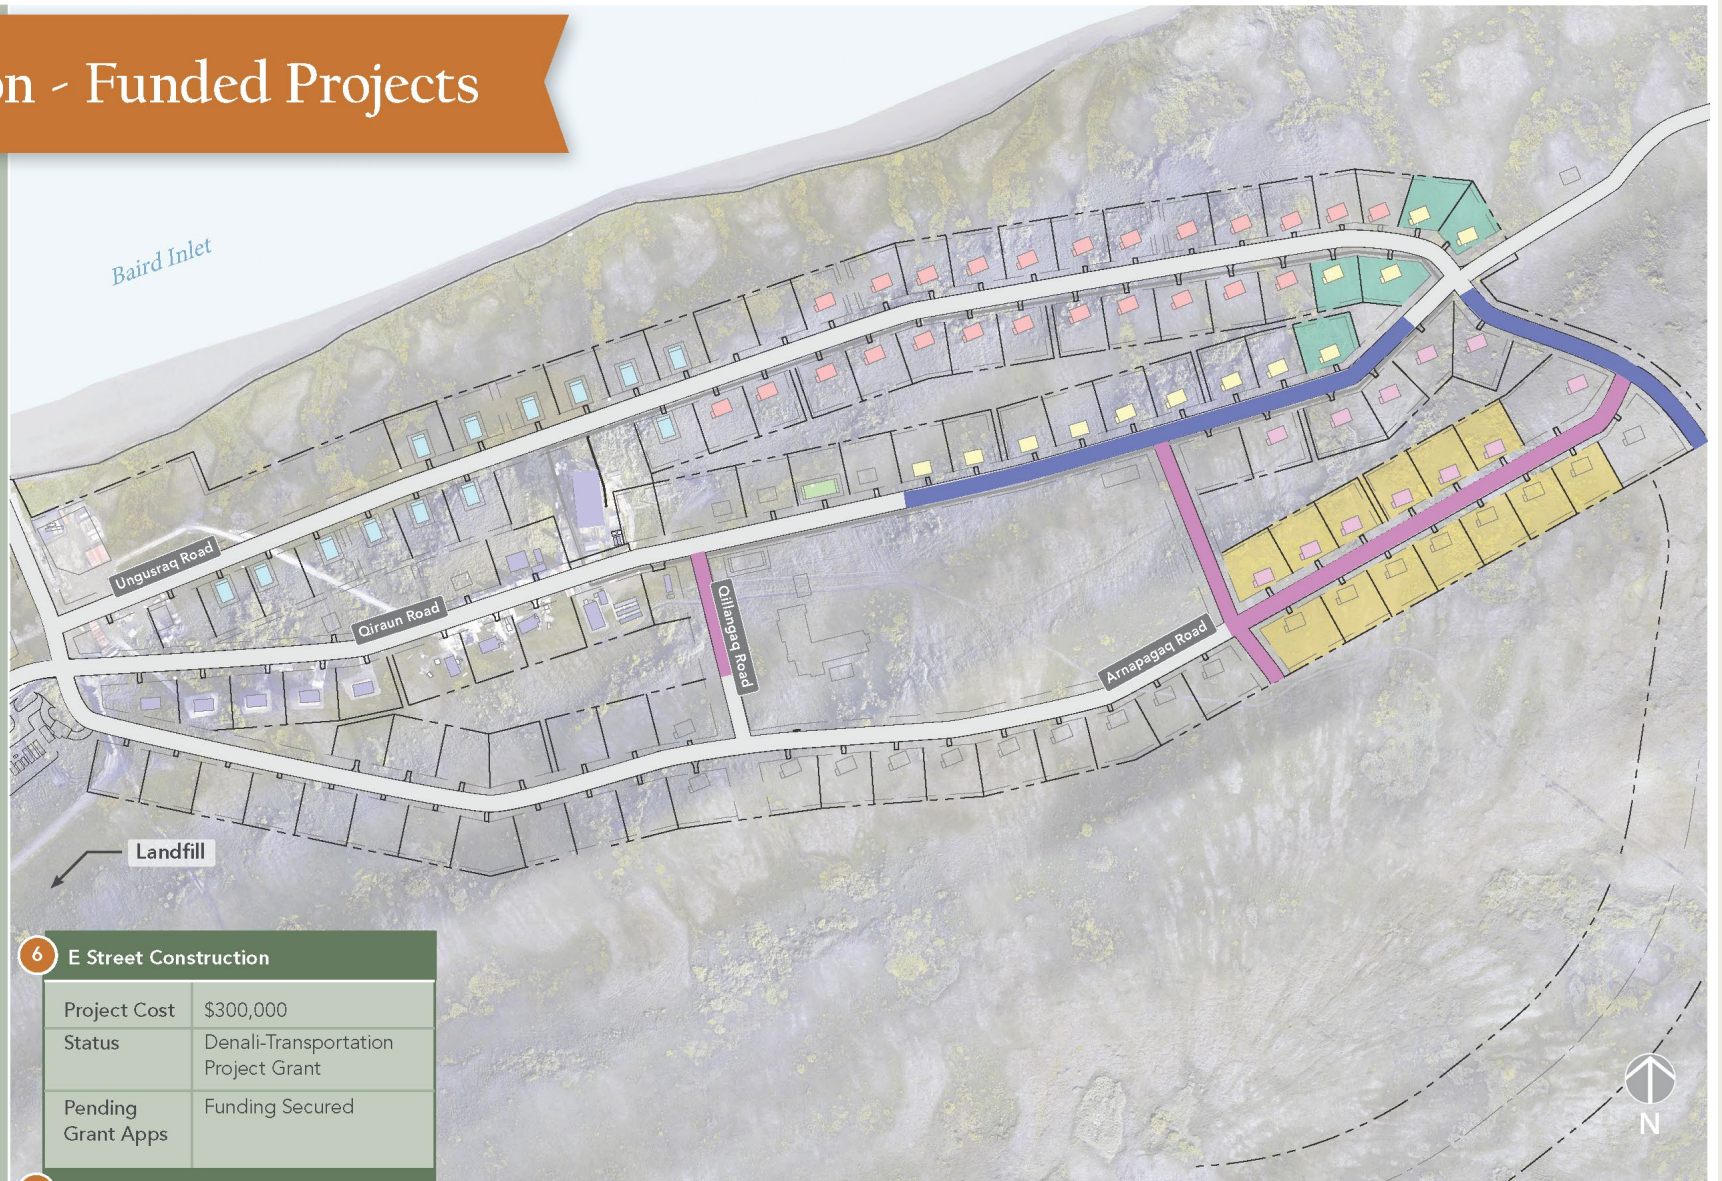 on - Funded Projects
Baird Inlet
Ungusraq Road
Qiraun Road
Qillangaq Road
Arnapagaq Road
Landfill
6 E Street Construction
Project Cost $300,000
Status Denali-Transportation
Project Grant
Pending Funding Secured
Grant Apps
N